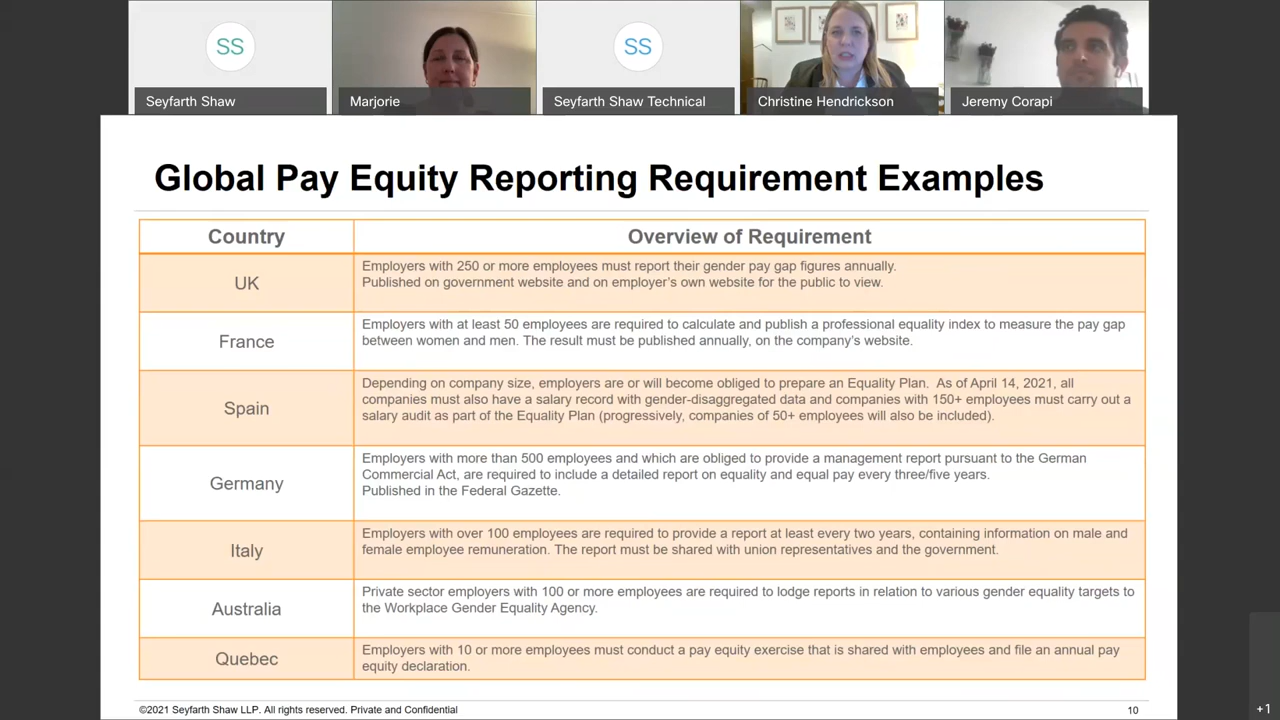 SS
SS
Seyfarth Shaw
Marjorie
Seyfarth Shaw Technical
Christine Hendrickson
Jeremy Corapi
Global Pay Equity Reporting Requirement Examples
Country
Overview of Requirement
UK
Employers with 250 or more employees must report their gender pay gap figures annually.
Published on government website and on employer's own website for the public to view.
France
Employers with at least 50 employees are required to calculate and publish a professional equality index to measure the pay gap
between women and men. The result must be published annually, on the company's website.
Spain
Depending on company size, employers are or will become obliged to prepare an Equality Plan. As of April 14, 2021, all
companies must also have a salary record with gender-disaggregated data and companies with 150+ employees must carry out a
salary audit as part of the Equality Plan (progressively, companies of 50+ employees will also be included).
Germany
Employers with more than 500 employees and which are obliged to provide a management report pursuant to the German
Commercial Act, are required to include a detailed report on equality and equal pay every three/five years.
Published in the Federal Gazette.
Italy
Employers with over 100 employees are required to provide a report at least every two years, containing information on male and
female employee remuneration. The report must be shared with union representatives and the government.
Australia
Private sector employers with 100 or more employees are required to lodge reports in relation to various gender equality targets to
the Workplace Gender Equality Agency.
Quebec
Employers with 10 or more employees must conduct a pay equity exercise that is shared with employees and file an annual pay
equity declaration.
©2021 Seyfarth Shaw LLP. All rights reserved. Private and Confidential
10
+1